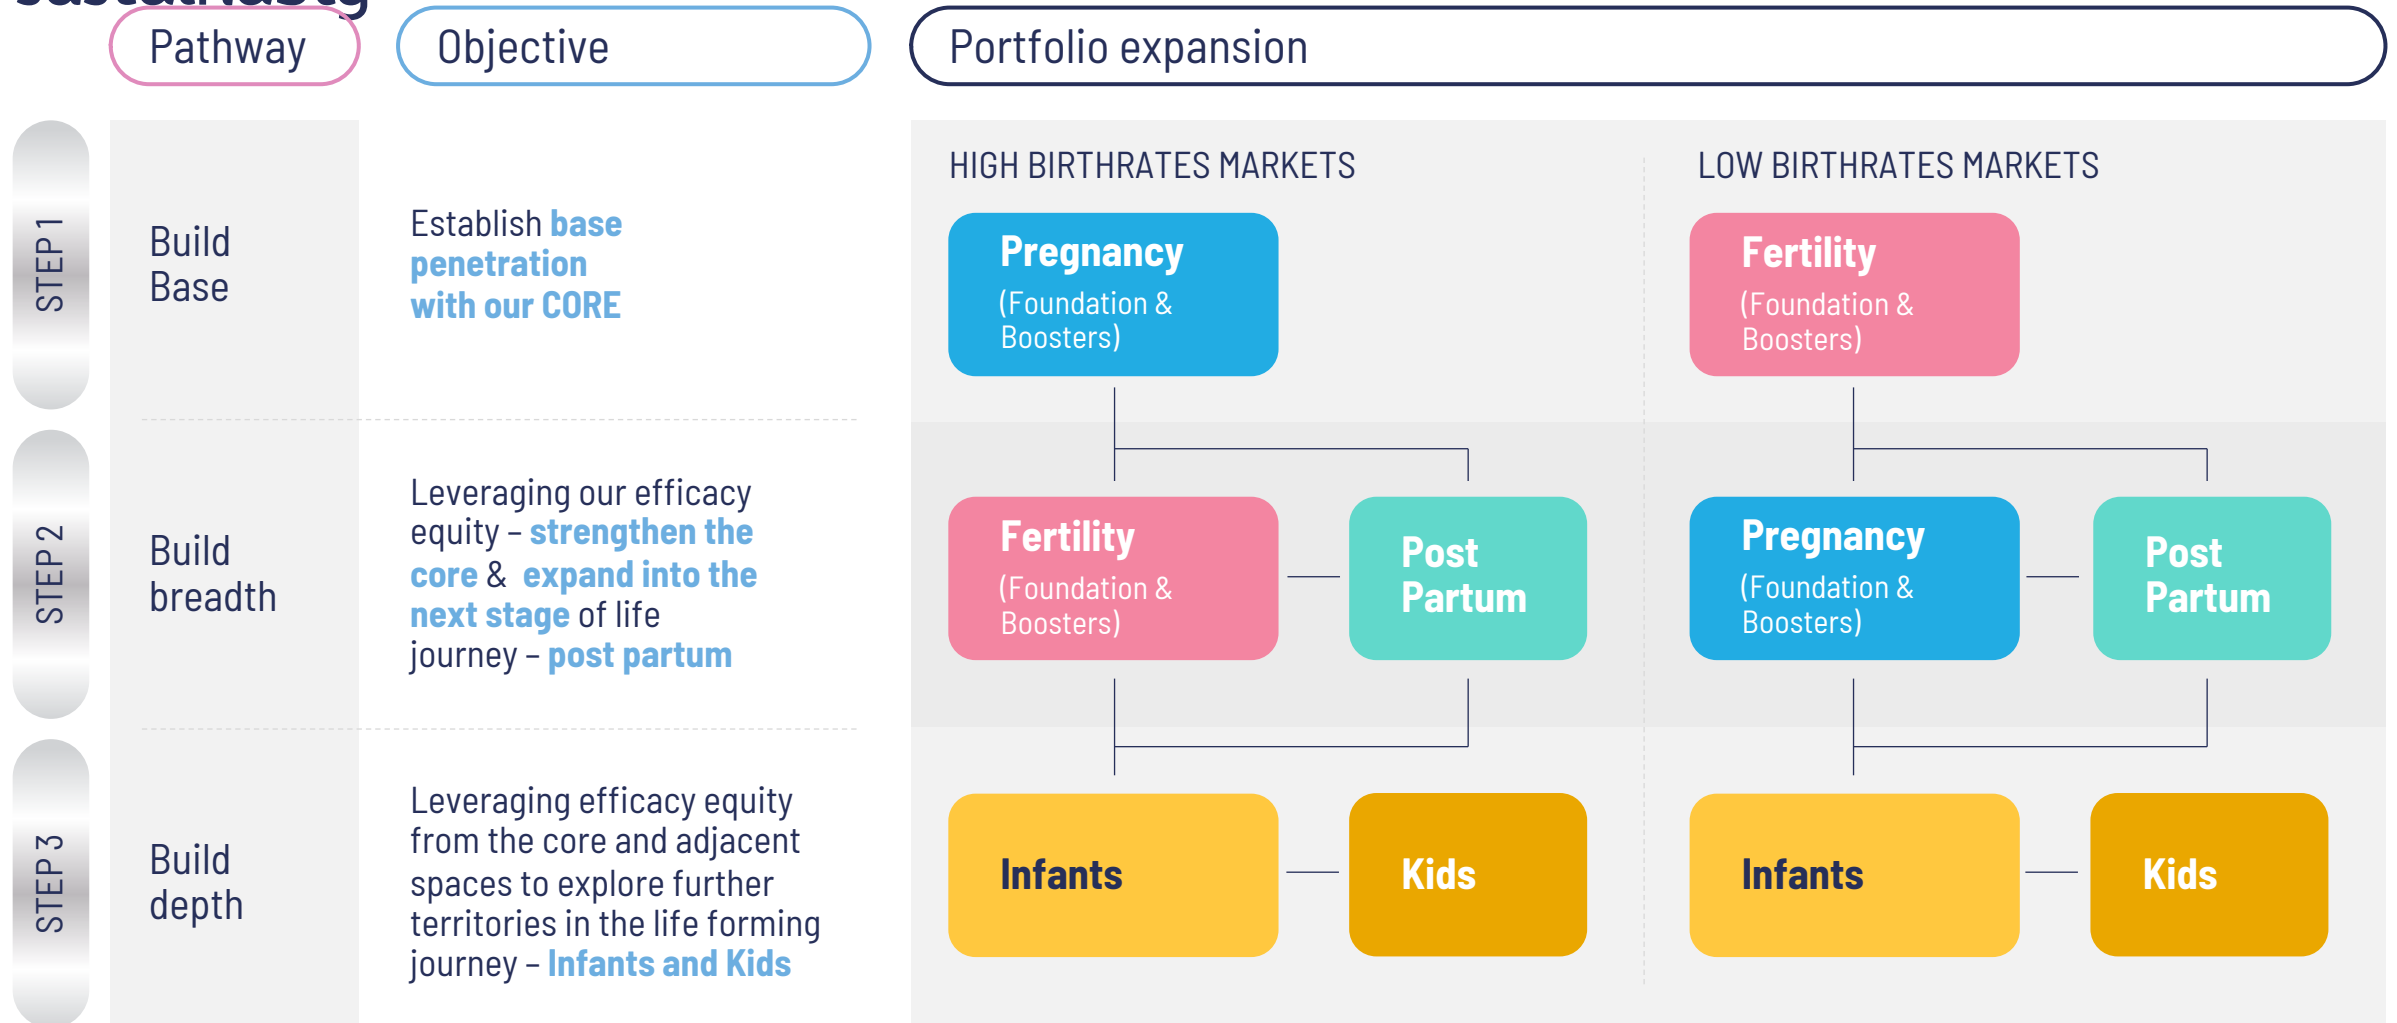 Pathway
Objective
Portfolio expansion
STEP 1
Build
Base
Establish base
penetration
with our CORE
HIGH BIRTHRATES MARKETS
Pregnancy
(Foundation &
Boosters)
LOW BIRTHRATES MARKETS
Fertility
(Foundation &
Boosters)
STEP 2
Build
breadth
Leveraging our efficacy
equity – strengthen the
core & expand into the
next stage of life
journey – post partum
Fertility
(Foundation &
Boosters)
Post
Partum
Pregnancy
(Foundation &
Boosters)
Post
Partum
STEP 3
Build
depth
Leveraging efficacy equity
from the core and adjacent
spaces to explore further
territories in the life forming
journey – Infants and Kids
Infants
Kids
Infants
Kids